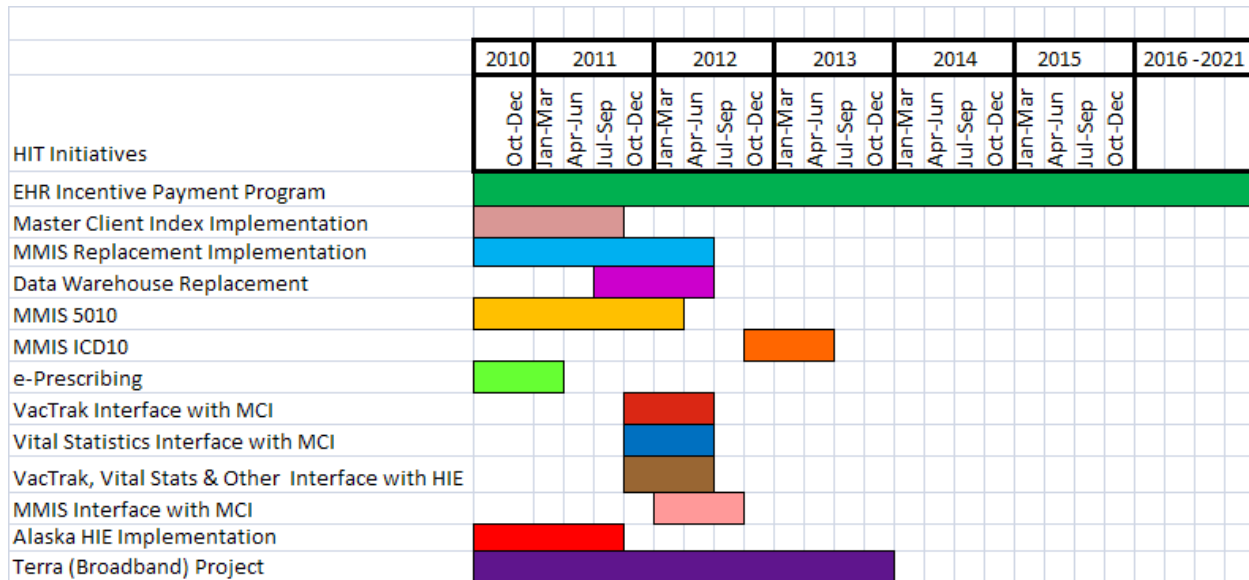 2010 2011 2012 2013 2014 2015 2016 -2021
HIT Initiatives Oct-Dec Jan-Mar Apr-Jun Jul-Sep Oct-Dec Jan-Mar Apr-Jun Jul-Sep Oct-Dec Jan-Mar Apr-Jun Jul-Sep Oct-Dec Jan-Mar Apr-Jun Jul-Sep Oct-Dec Jan-Mar Apr-Jun Jul-Sep Oct-Dec
EHR Incentive Payment Program
Master Client Index Implementation
MMIS Replacement Implementation
Data Warehouse Replacement
MMIS 5010
MMIS ICD10
e-Prescribing
VacTrak Interface with MCI
Vital Statistics Interface with MCI
VacTrak, Vital Stats & Other Interface with HIE
MMIS Interface with MCI
Alaska HIE Implementation
Terra (Broadband) Project